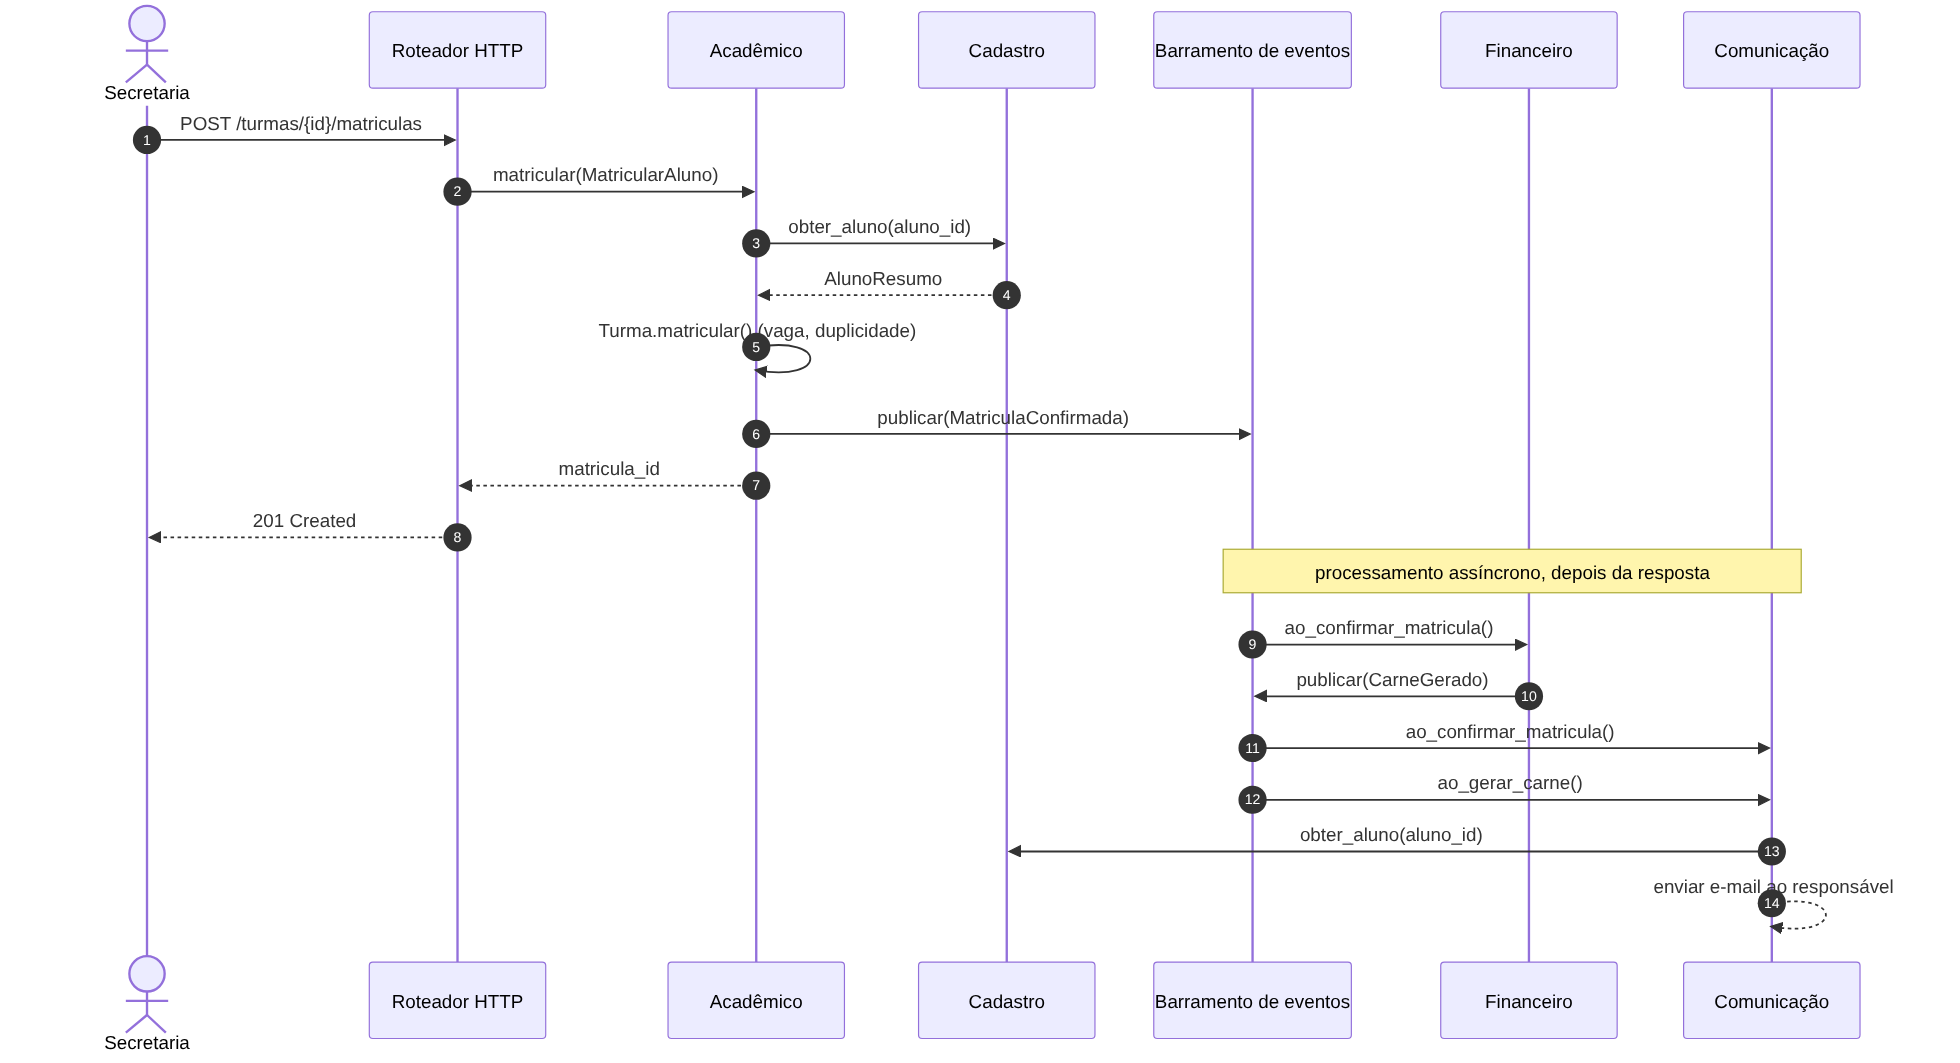 Secretaria
Roteador HTTP
Acadêmico
Cadastro
Barramento de eventos
Financeiro
Comunicação
1
POST /turmas/{id}/matriculas
2
matricular(MatricularAluno)
3
obter_aluno(aluno_id)
AlunoResumo
4
Turma.matricular() (vaga, duplicidade)
5
6
publicar(MatriculaConfirmada)
matricula_id
7
201 Created
8
processamento assíncrono, depois da resposta
9
ao_confirmar_matricula()
publicar(CarneGerado)
10
11
ao_confirmar_matricula()
12
ao_gerar_carne()
obter_aluno(aluno_id)
13
enviar e-mail ao responsável
14
Secretaria
Roteador HTTP
Acadêmico
Cadastro
Barramento de eventos
Financeiro
Comunicação